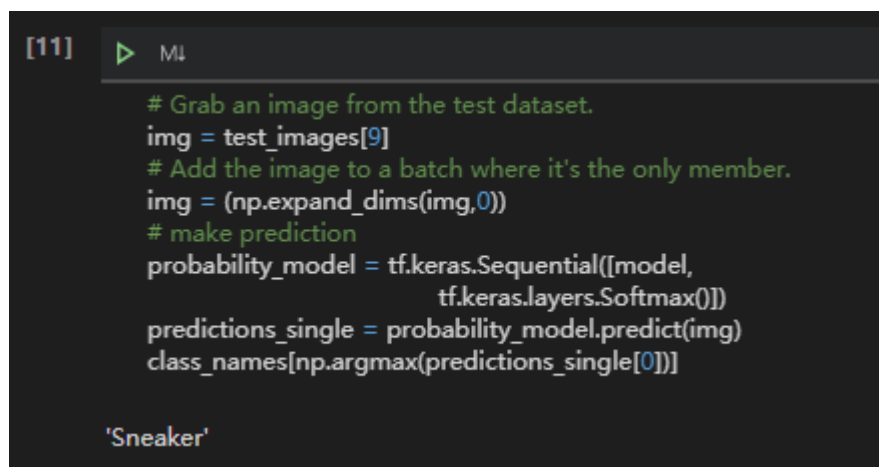 [11] M↓
# Grab an image from the test dataset.
img = test_images[9]
# Add the image to a batch where it's the only member.
img = (np.expand_dims(img,0))
# make prediction
probability_model = tf.keras.Sequential([model,
tf.keras.layers.Softmax()])
predictions_single = probability_model.predict(img)
class_names[np.argmax(predictions_single[0])]
'Sneaker'